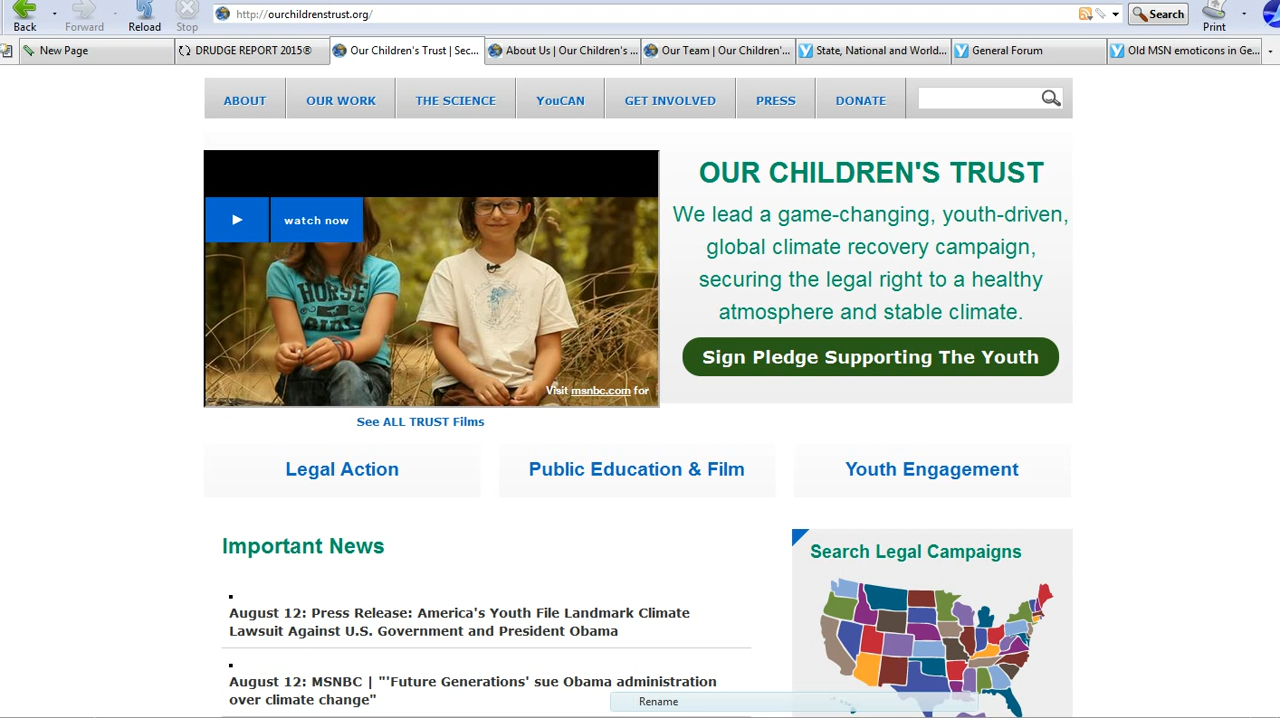 Back
Forward
Reload
Stop
http://ourchildrenstrust.org/
Search
Print
New Page
DRUDGE REPORT 2015®
Our Children's Trust | Sec...
About Us | Our Children's ...
Our Team | Our Children'...
State, National and World...
General Forum
Old MSN emoticons in Ge...
ABOUT
OUR WORK
THE SCIENCE
YouCAN
GET INVOLVED
PRESS
DONATE
watch now
HORSE
Visit msnbc.com for
OUR CHILDREN'S TRUST
We lead a game-changing, youth-driven,
global climate recovery campaign,
securing the legal right to a healthy
atmosphere and stable climate.
Sign Pledge Supporting The Youth
See ALL TRUST Films
Legal Action
Public Education & Film
Youth Engagement
Important News
August 12: Press Release: America's Youth File Landmark Climate
Lawsuit Against U.S. Government and President Obama
August 12: MSNBC | "'Future Generations' sue Obama administration
over climate change"
Search Legal Campaigns
Rename